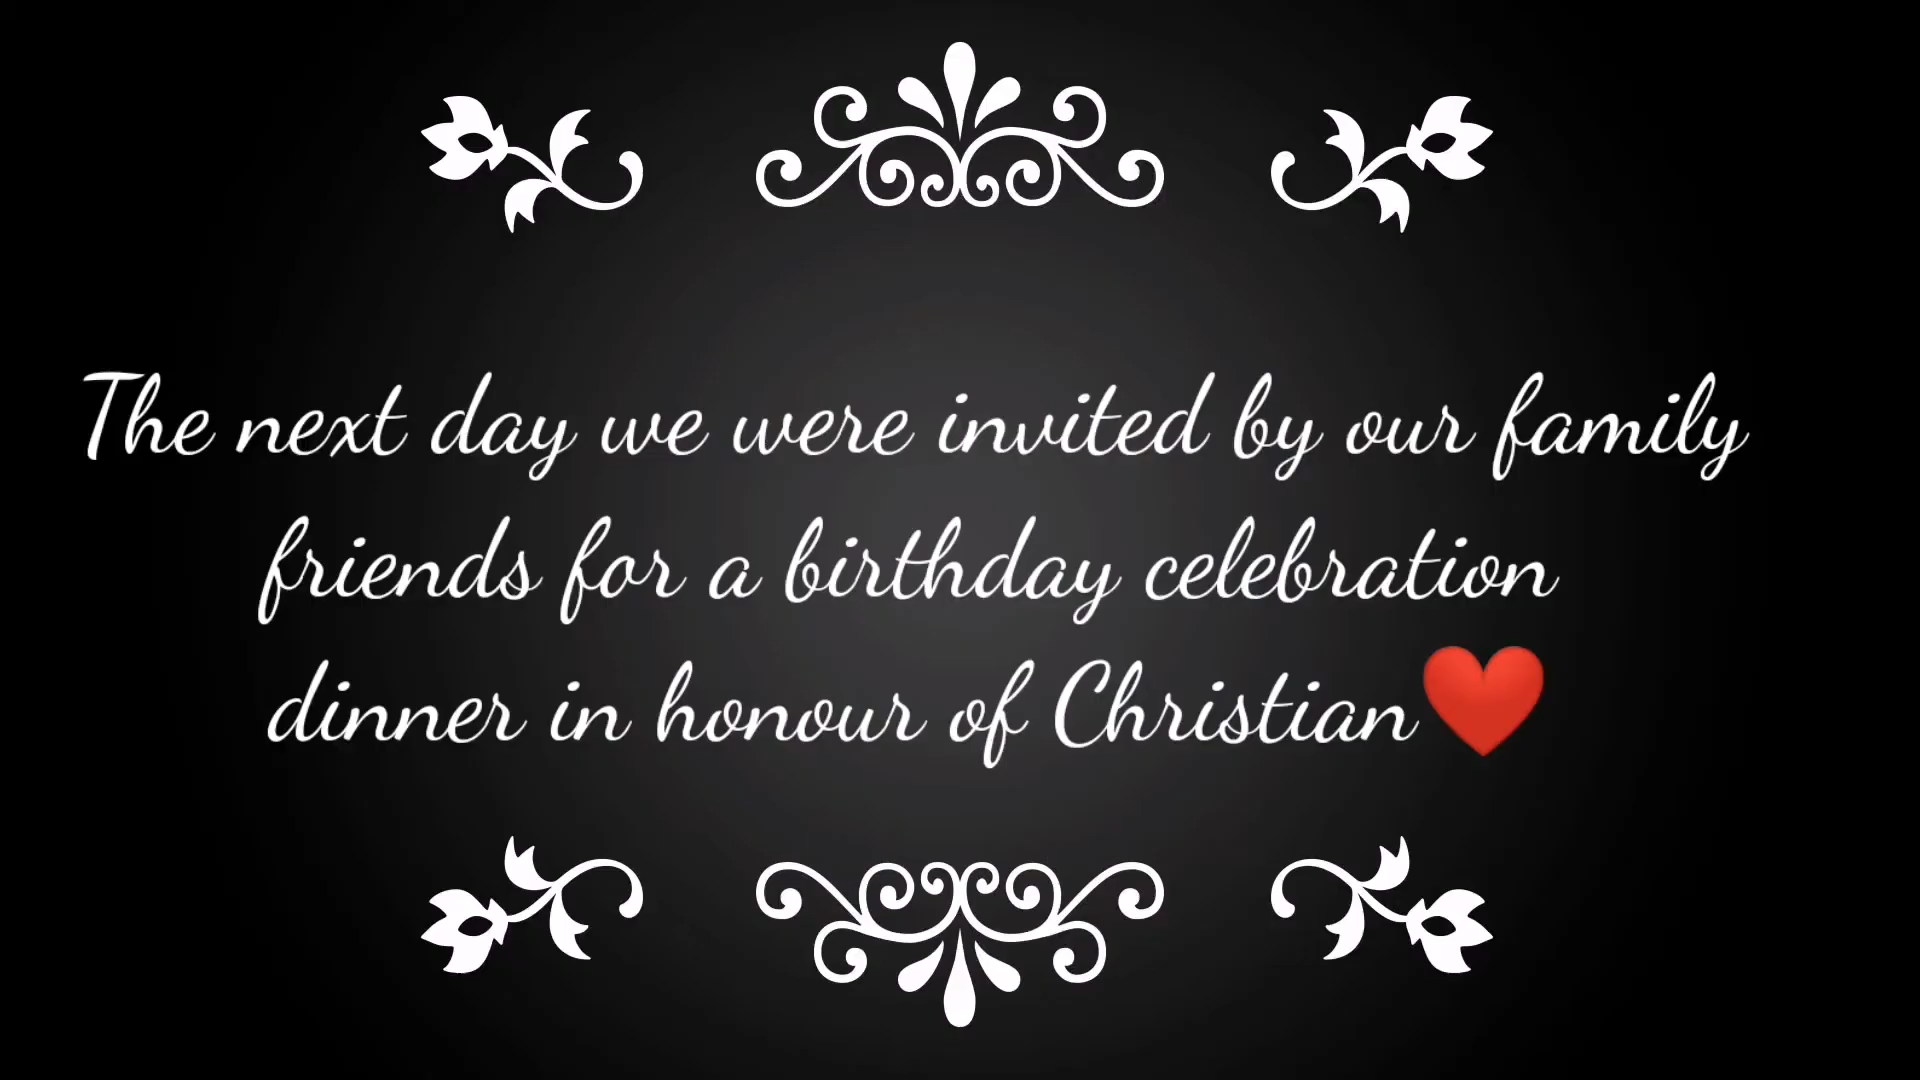 The next day we were invited by our family
friends for a birthday celebration
dinner in honour of Christian❤️